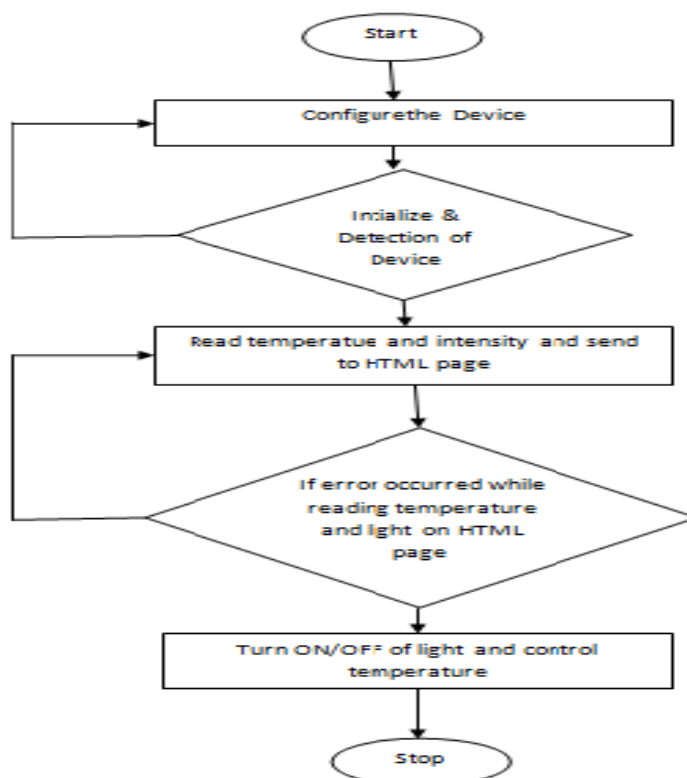 Start
Configurethe Device
Intialize &
Detection of
Device
Read temperatue and intensity and send
to HTML page
If error occurred while
reading temperature
and light on HTML
page
Turn ON/OFF of light and control
temperature
Stop